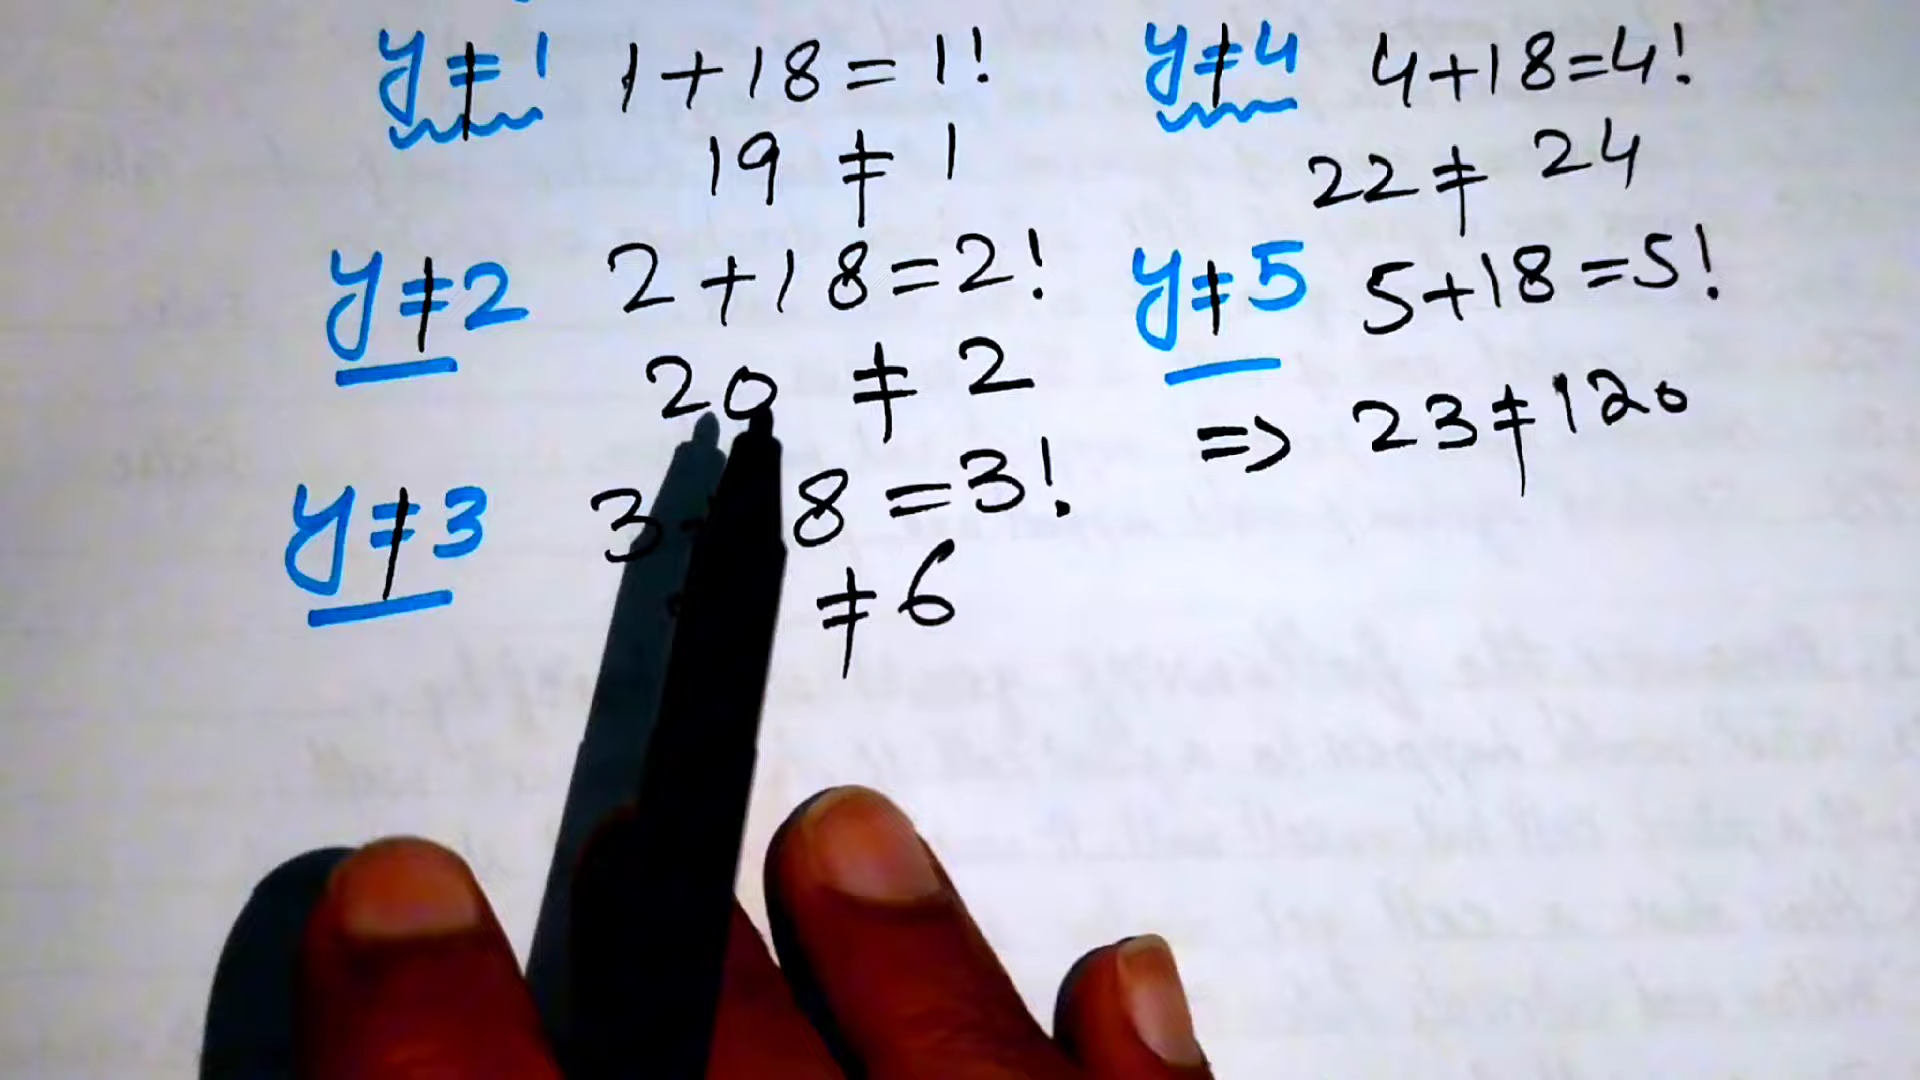 y≠1 1+18=1!
19 ≠ 1
y≠2 2+18=2!
20 ≠ 2
y≠3 3 8=3!
≠ 6
y≠4 4+18=4!
22 ≠ 24
y≠5 5+18=5!
=> 23≠120